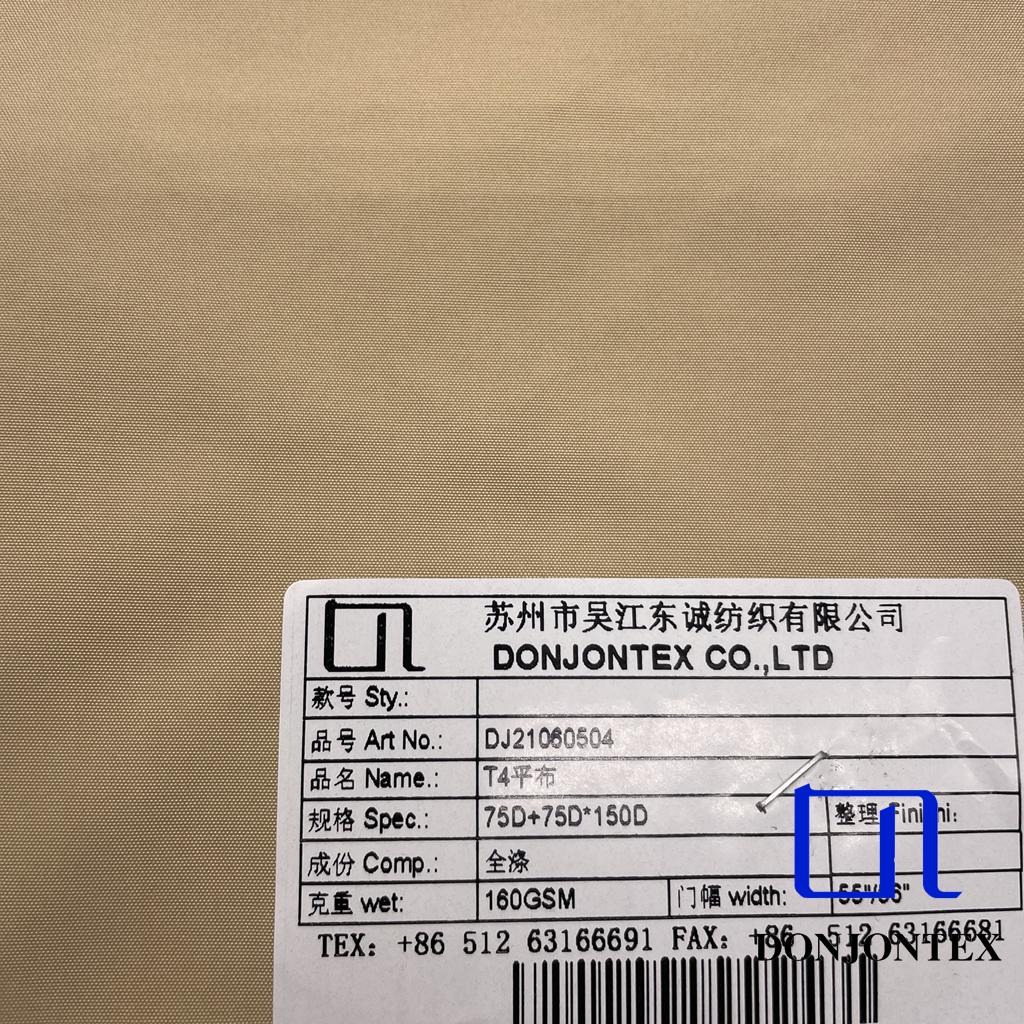 苏州市吴江东诚纺织有限公司
DONJONTEX CO.,LTD
款号 Sty.:
品号 Art No.: DJ21060504
品名 Name.: T4平布
规格 Spec.: 75D+75D*150D 整理
成份 Comp.: 全涤
克重 wet: 160GSM 门幅 width: 55"/56"
TEX: +86 512 63166691 FAX: +86 512 63166681
DONJONTEX